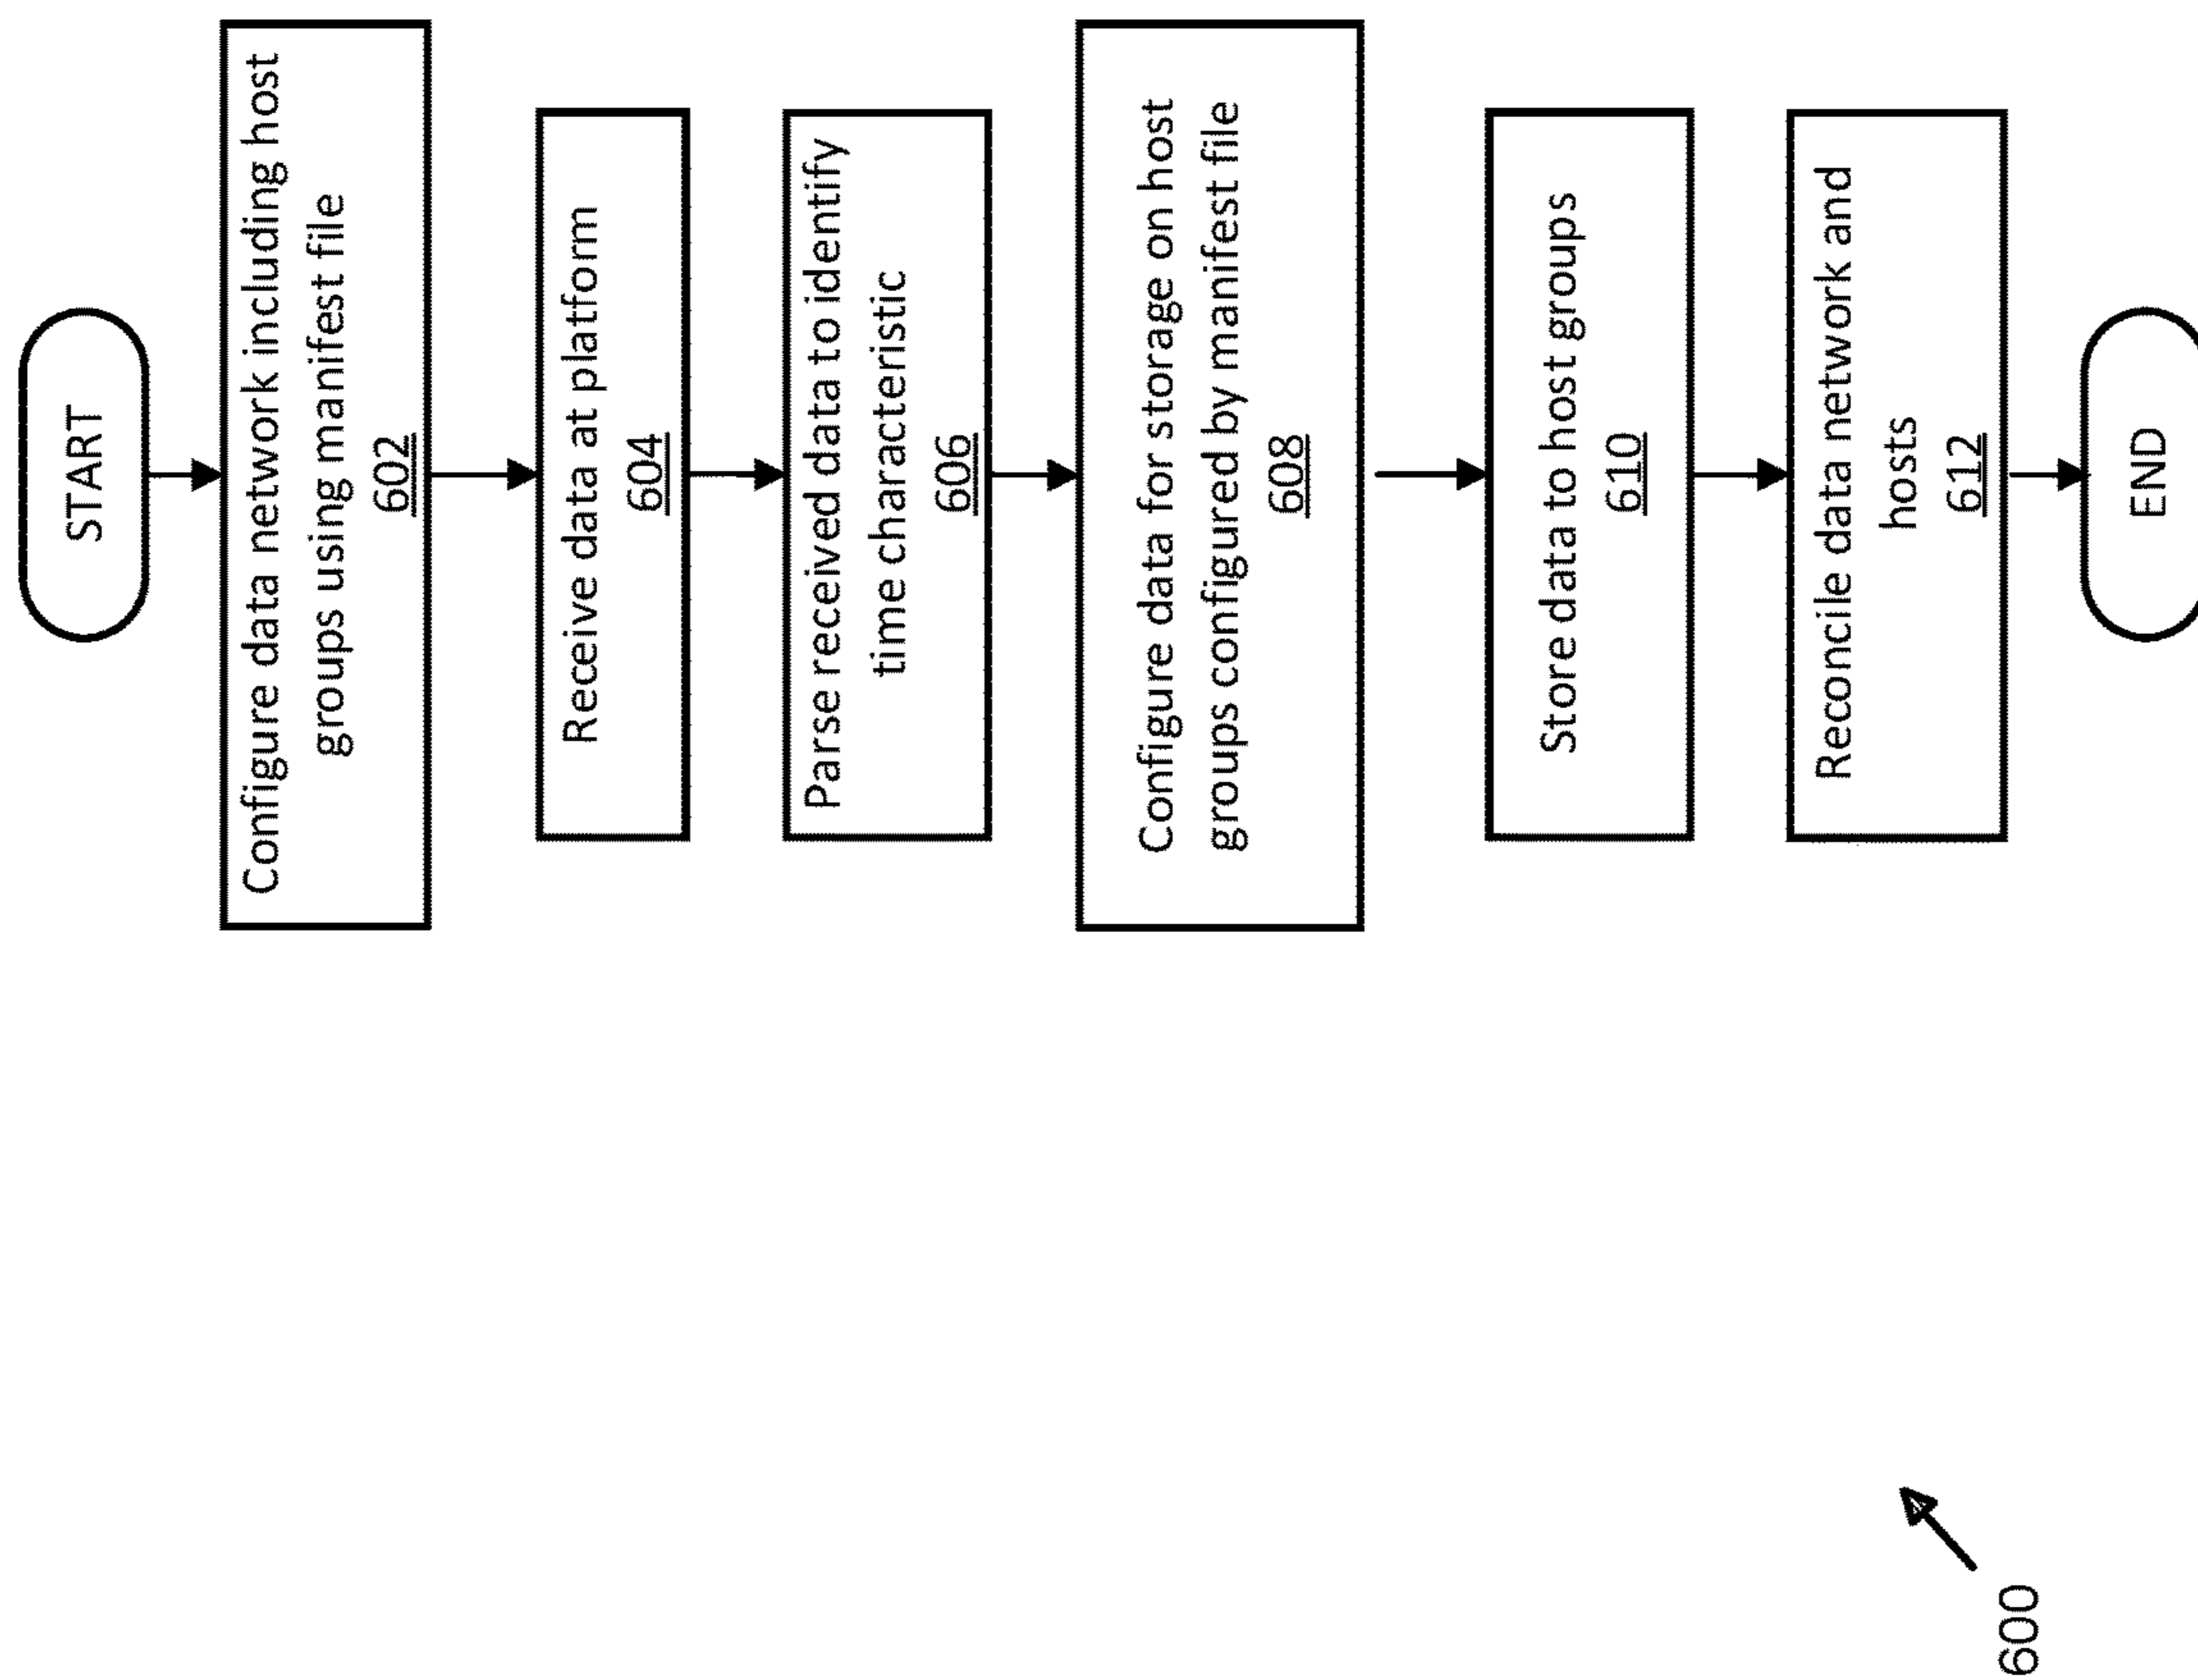 START
Configure data network including host
groups using manifest file
602
Receive data at platform
604
Parse received data to identify
time characteristic
606
Configure data for storage on host
groups configured by manifest file
608
Store data to host groups
610
Reconcile data network and
hosts
612
END
600